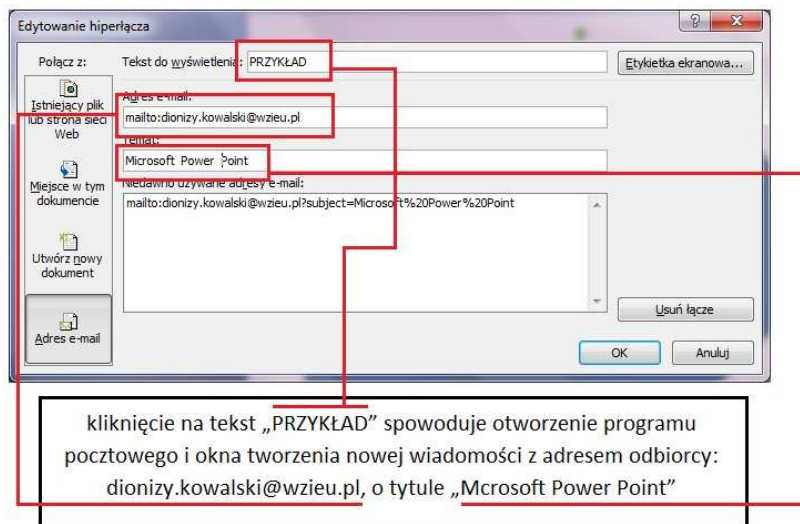 Edytowanie hiperłącza
Połącz z:
Tekst do wyświetlenia: PRZYKŁAD
Etykietka ekranowa...
Istniejący plik
lub strona sieci
Web
Adres e-mail:
mailto:dionizy.kowalski@wzieu.pl
Temat:
Microsoft Power Point
Miejsce w tym
dokumencie
Niedawno używane adresy e-mail:
mailto:dionizy.kowalski@wzieu.pl?subject=Microsoft%20Power%20Point
Utwórz nowy
dokument
Adres e-mail
Usuń łącze
OK
Anuluj
kliknięcie na tekst „PRZYKŁAD” spowoduje otworzenie programu
pocztowego i okna tworzenia nowej wiadomości z adresem odbiorcy:
dionizy.kowalski@wzieu.pl, o tytule „Mcrosoft Power Point”